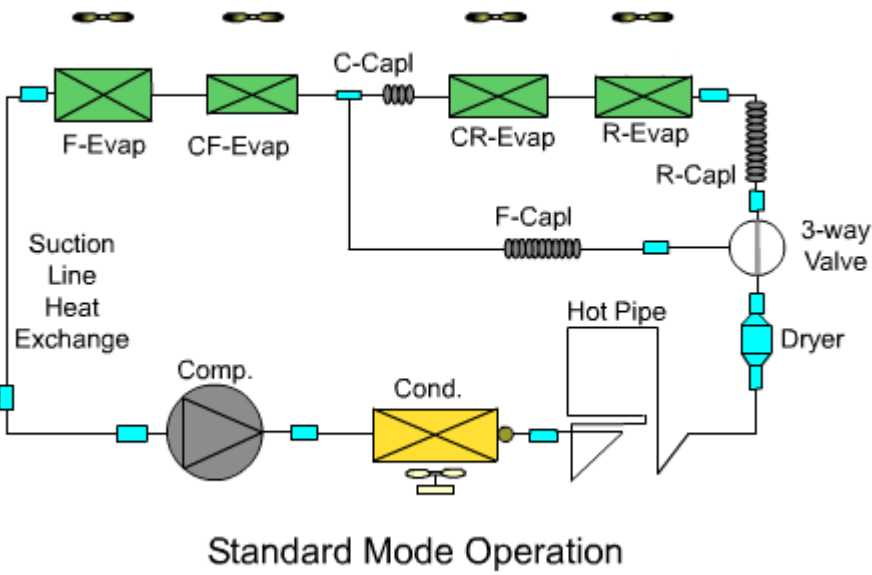 C-Capl
F-Evap
CF-Evap
CR-Evap
R-Evap
R-Capl
F-Capl
3-way
Valve
Suction
Line
Heat
Exchange
Hot Pipe
Dryer
Comp.
Cond.
Standard Mode Operation